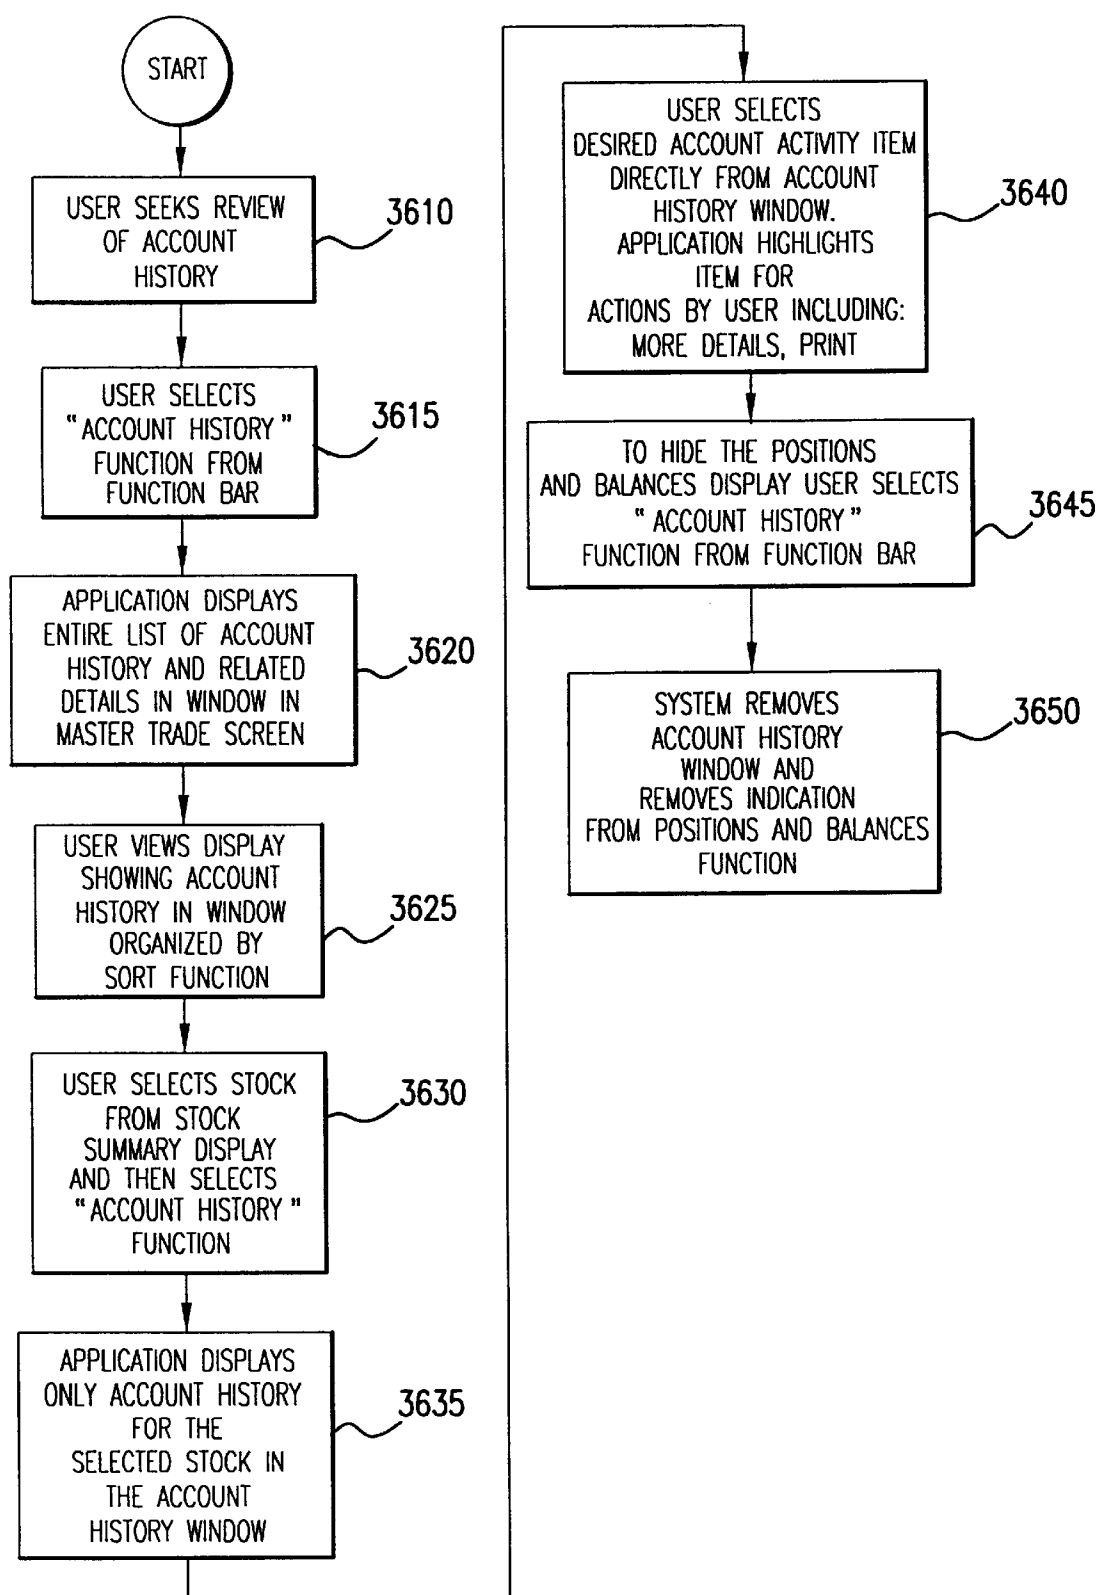 START
USER SEEKS REVIEW
OF ACCOUNT
HISTORY
3610
USER SELECTS
"ACCOUNT HISTORY"
FUNCTION FROM
FUNCTION BAR
3615
APPLICATION DISPLAYS
ENTIRE LIST OF ACCOUNT
HISTORY AND RELATED
DETAILS IN WINDOW IN
MASTER TRADE SCREEN
3620
USER VIEWS DISPLAY
SHOWING ACCOUNT
HISTORY IN WINDOW
ORGANIZED BY
SORT FUNCTION
3625
USER SELECTS STOCK
FROM STOCK
SUMMARY DISPLAY
AND THEN SELECTS
"ACCOUNT HISTORY"
FUNCTION
3630
APPLICATION DISPLAYS
ONLY ACCOUNT HISTORY
FOR THE
SELECTED STOCK IN
THE ACCOUNT
HISTORY WINDOW
3635
USER SELECTS
DESIRED ACCOUNT ACTIVITY ITEM
DIRECTLY FROM ACCOUNT
HISTORY WINDOW.
APPLICATION HIGHLIGHTS
ITEM FOR
ACTIONS BY USER INCLUDING:
MORE DETAILS, PRINT
3640
TO HIDE THE POSITIONS
AND BALANCES DISPLAY USER SELECTS
"ACCOUNT HISTORY"
FUNCTION FROM FUNCTION BAR
3645
SYSTEM REMOVES
ACCOUNT HISTORY
WINDOW AND
REMOVES INDICATION
FROM POSITIONS AND BALANCES
FUNCTION
3650